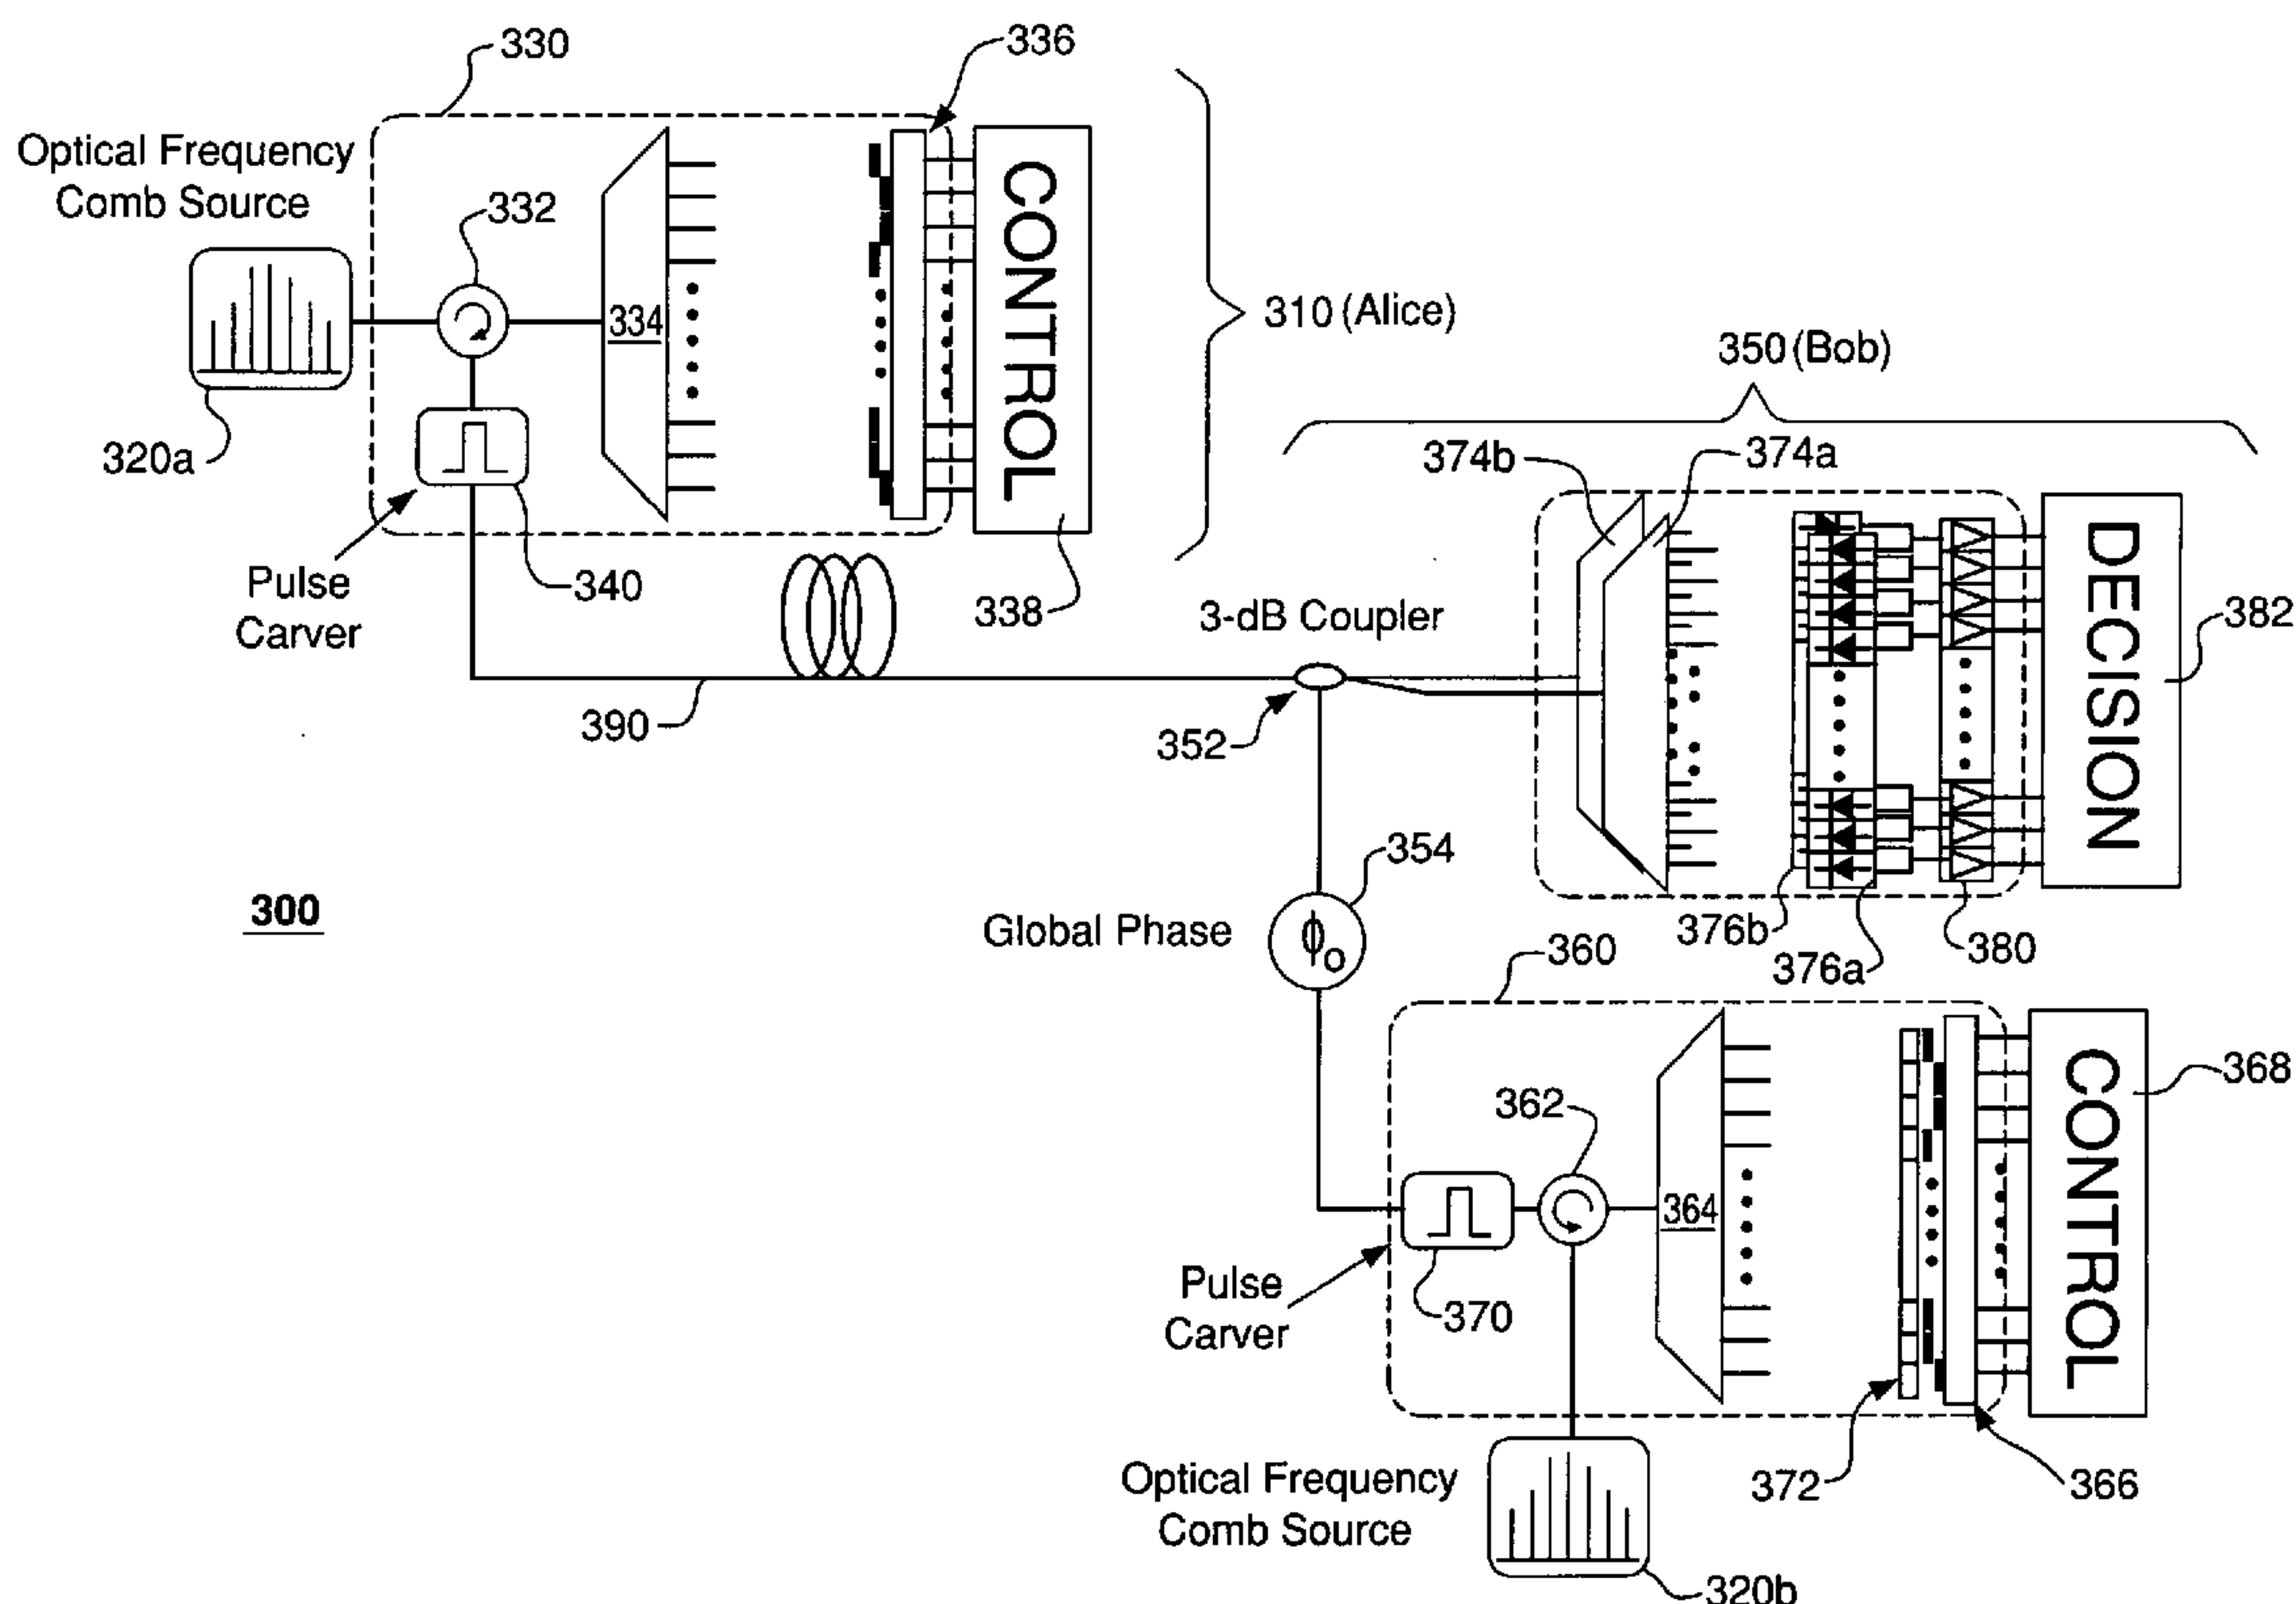 330
336
Optical Frequency
Comb Source
332
334
CONTROL
310 (Alice)
320a
340
Pulse
Carver
338
350 (Bob)
374b
374a
3-dB Coupler
DECISION
382
390
352
354
Global Phase
ϕo
300
376b
376a
380
360
362
364
CONTROL
368
Pulse
Carver
370
372
366
Optical Frequency
Comb Source
320b